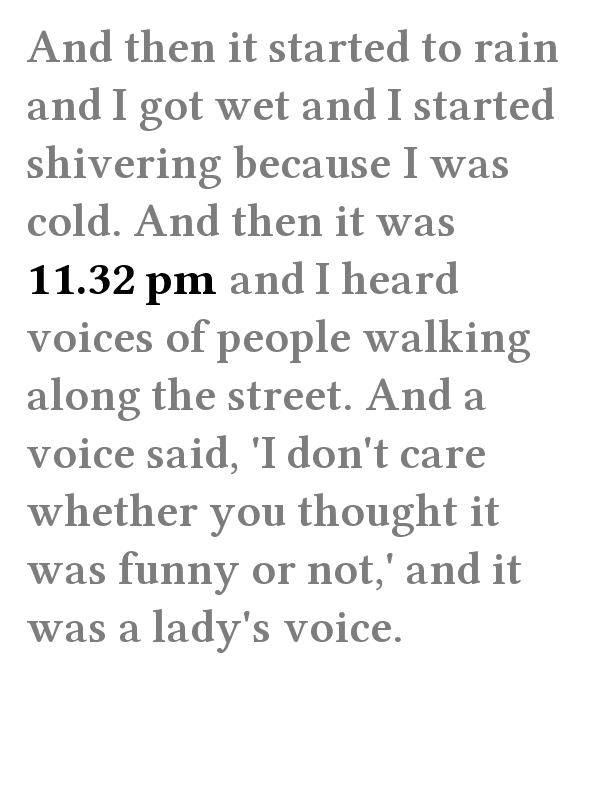 And then it started to rain
and I got wet and I started
shivering because I was
cold. And then it was
11.32 pm and I heard
voices of people walking
along the street. And a
voice said, 'I don't care
whether you thought it
was funny or not,' and it
was a lady's voice.